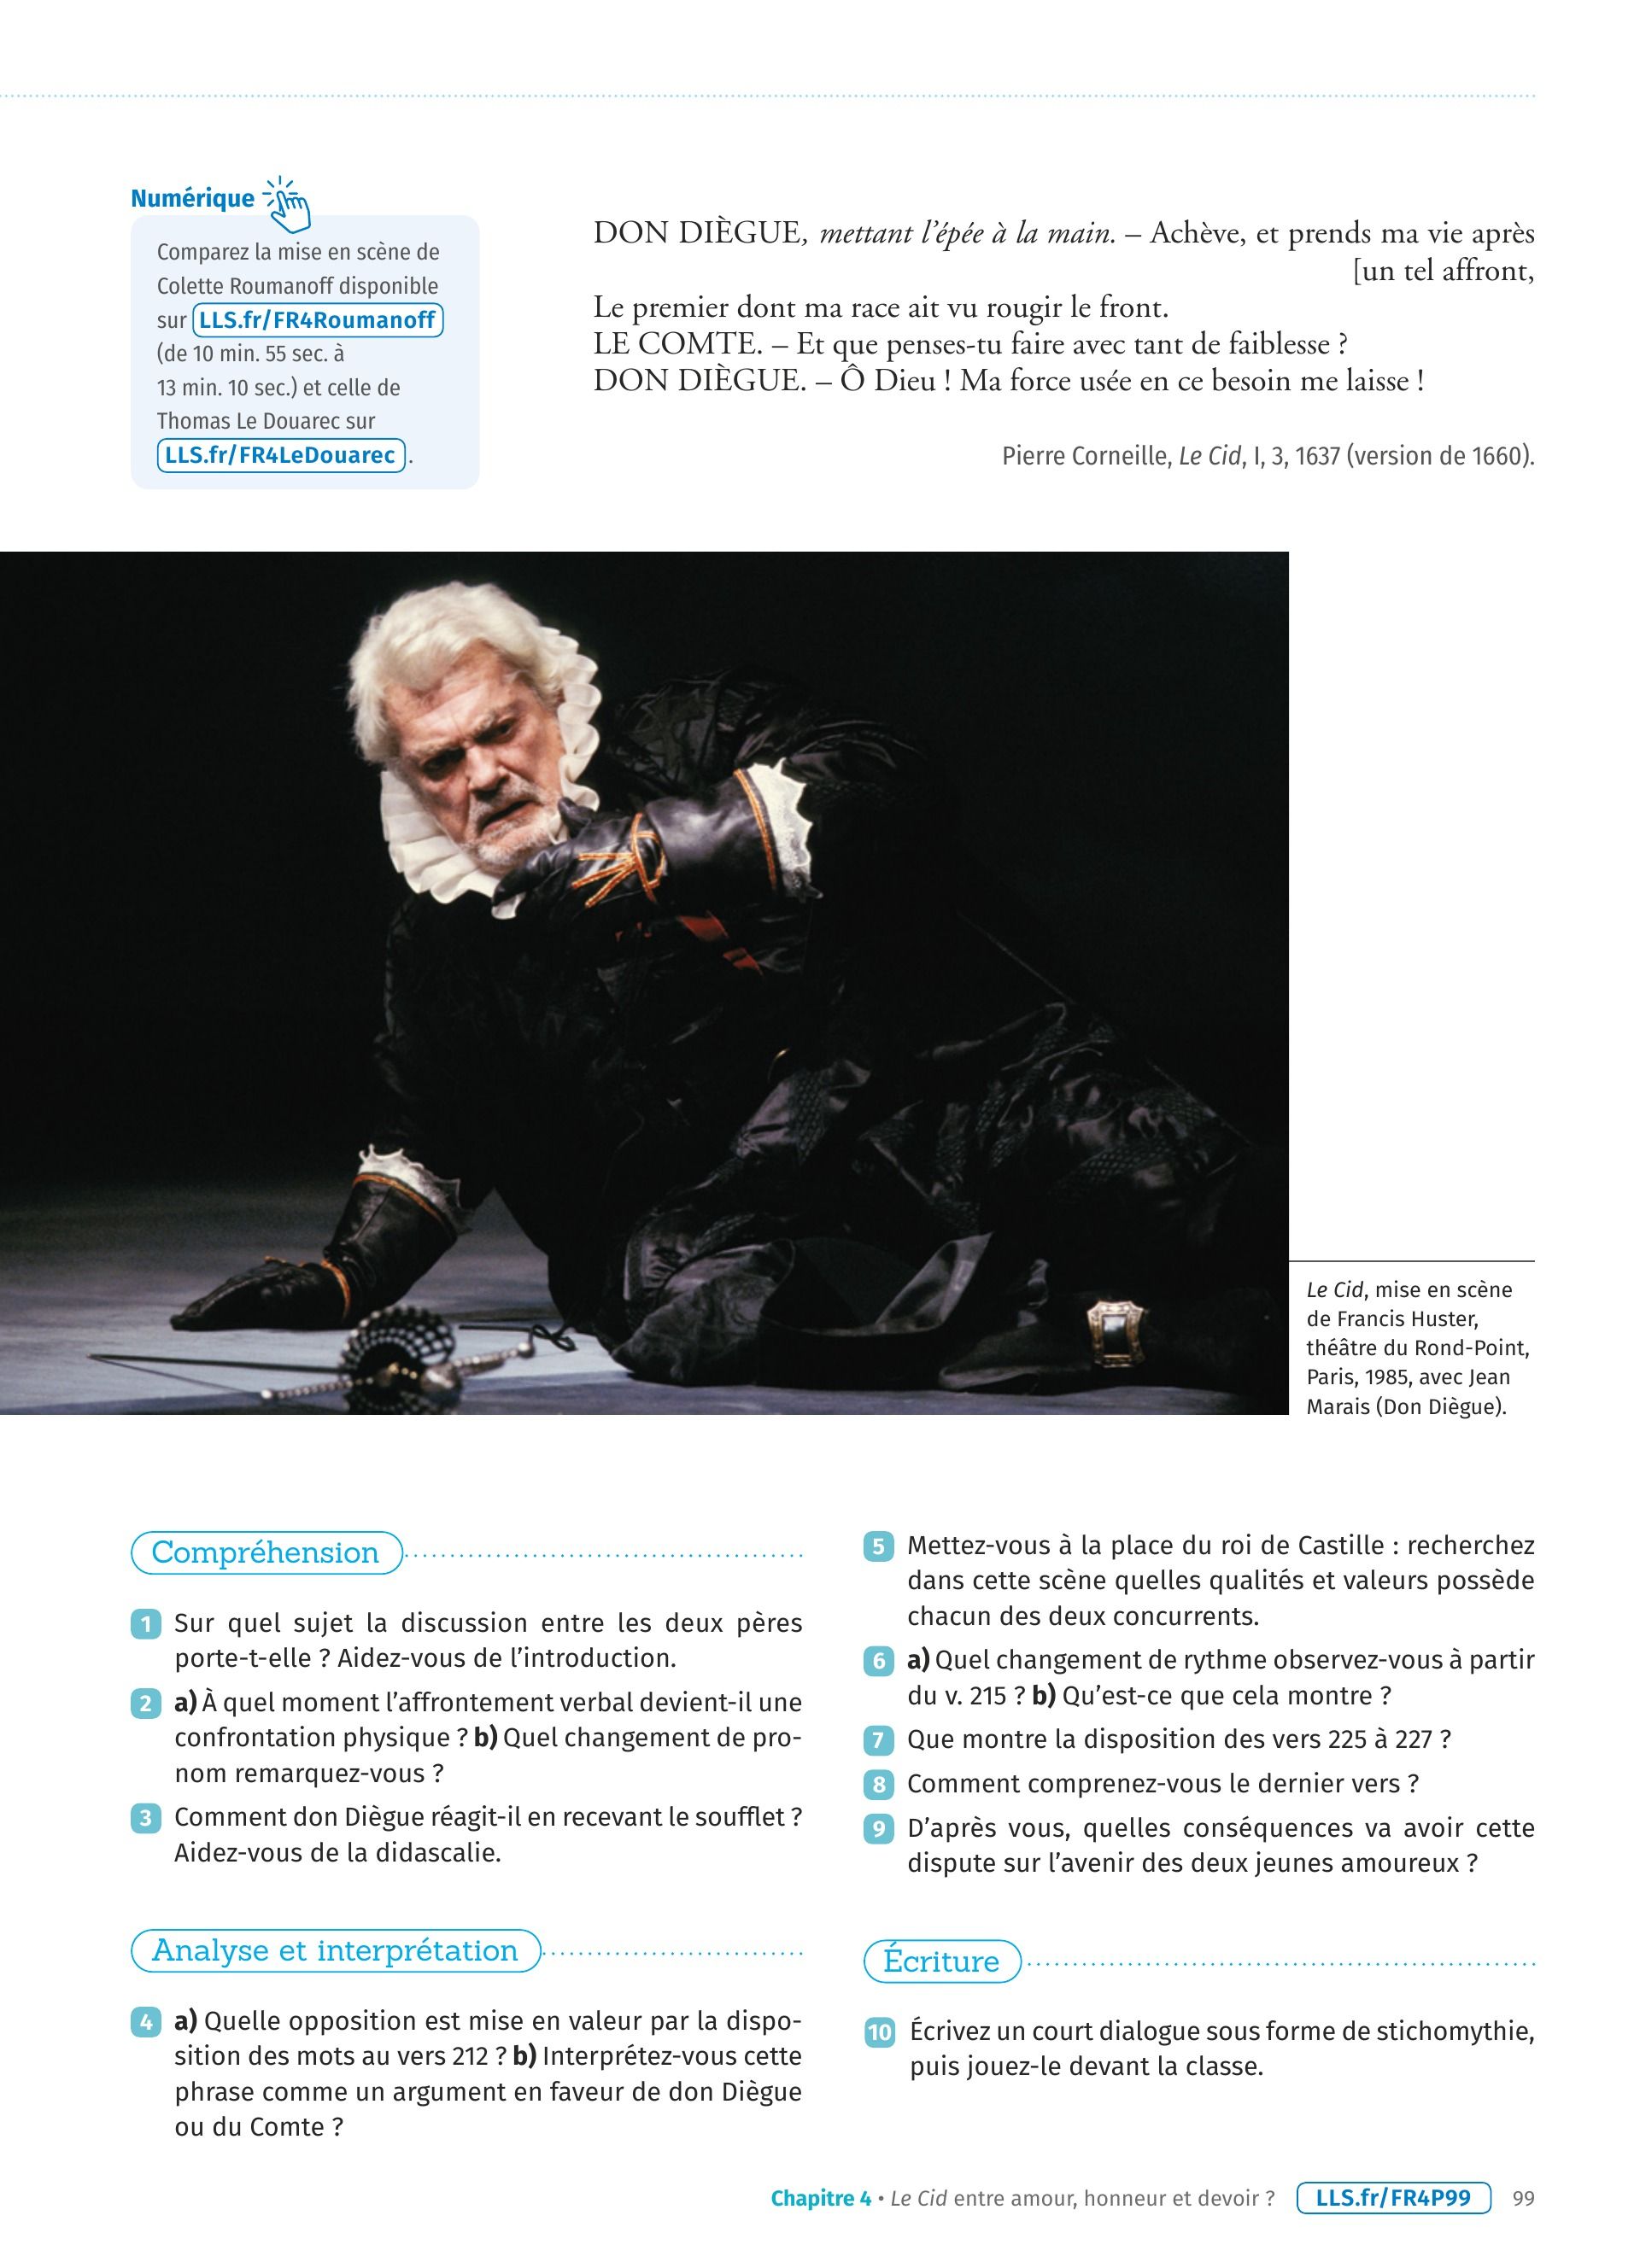 Numérique
Comparez la mise en scène de
Colette Roumanoff disponible
sur LLS.fr/FR4Roumanoff
(de 10 min. 55 sec. à
13 min. 10 sec.) et celle de
Thomas Le Douarec sur
LLS.fr/FR4LeDouarec .
DON DIÈGUE, mettant l'épée à la main. – Achève, et prends ma vie après
[un tel affront,
Le premier dont ma race ait vu rougir le front.
LE COMTE. – Et que penses-tu faire avec tant de faiblesse ?
DON DIÈGUE. – Ô Dieu ! Ma force usée en ce besoin me laisse !
Pierre Corneille, Le Cid, I, 3, 1637 (version de 1660).
Le Cid, mise en scène
de Francis Huster,
théâtre du Rond-Point,
Paris, 1985, avec Jean
Marais (Don Diègue).
Compréhension
1 Sur quel sujet la discussion entre les deux pères
porte-t-elle ? Aidez-vous de l'introduction.
2 a) À quel moment l'affrontement verbal devient-il une
confrontation physique ? b) Quel changement de pro-
nom remarquez-vous ?
3 Comment don Diègue réagit-il en recevant le soufflet ?
Aidez-vous de la didascalie.
Analyse et interprétation
4 a) Quelle opposition est mise en valeur par la dispo-
sition des mots au vers 212 ? b) Interprétez-vous cette
phrase comme un argument en faveur de don Diègue
ou du Comte ?
5 Mettez-vous à la place du roi de Castille : recherchez
dans cette scène quelles qualités et valeurs possède
chacun des deux concurrents.
6 a) Quel changement de rythme observez-vous à partir
du v. 215 ? b) Qu'est-ce que cela montre ?
7 Que montre la disposition des vers 225 à 227 ?
8 Comment comprenez-vous le dernier vers ?
9 D'après vous, quelles conséquences va avoir cette
dispute sur l'avenir des deux jeunes amoureux ?
Écriture
10 Écrivez un court dialogue sous forme de stichomythie,
puis jouez-le devant la classe.
Chapitre 4 • Le Cid entre amour, honneur et devoir ? LLS.fr/FR4P99 99